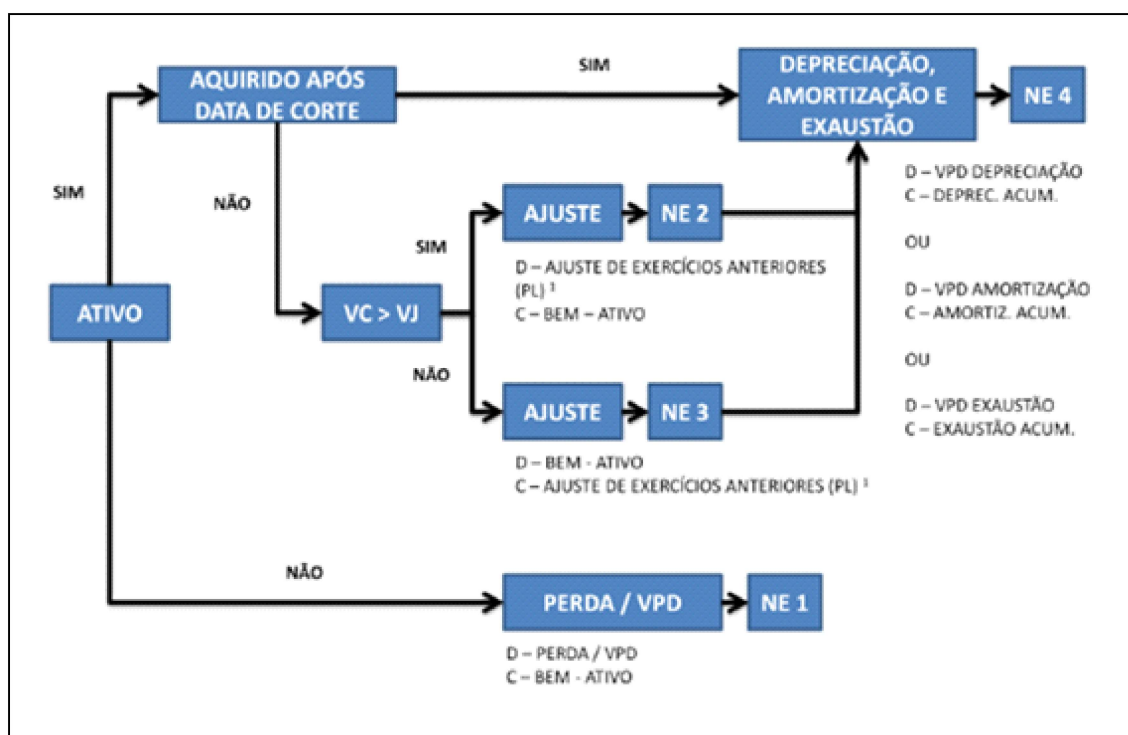 AQUIRIDO APÓS
DATA DE CORTE
SIM
DEPRECIAÇÃO,
AMORTIZAÇÃO E
EXAUSTÃO
NE 4
SIM
NÃO
D – VPD DEPRECIAÇÃO
C – DEPREC. ACUM.
OU
D – VPD AMORTIZAÇÃO
C – AMORTIZ. ACUM.
OU
D – VPD EXAUSTÃO
C – EXAUSTÃO ACUM.
SIM
AJUSTE
NE 2
D – AJUSTE DE EXERCÍCIOS ANTERIORES
(PL) ¹
C – BEM – ATIVO
ATIVO
VC > VJ
NÃO
AJUSTE
NE 3
D – BEM - ATIVO
C – AJUSTE DE EXERCÍCIOS ANTERIORES (PL) ¹
NÃO
PERDA / VPD
NE 1
D – PERDA / VPD
C – BEM - ATIVO